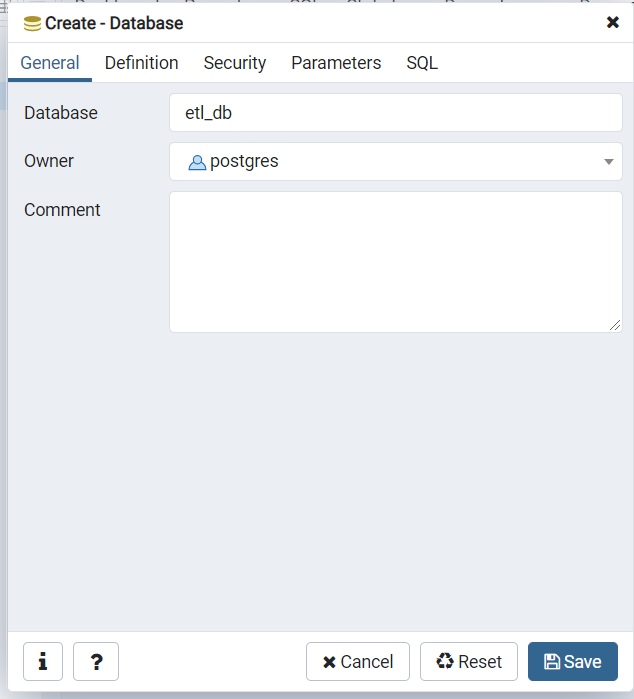 Create - Database
General Definition Security Parameters SQL
Database etl_db
Owner postgres
Comment
i ? Cancel Reset Save